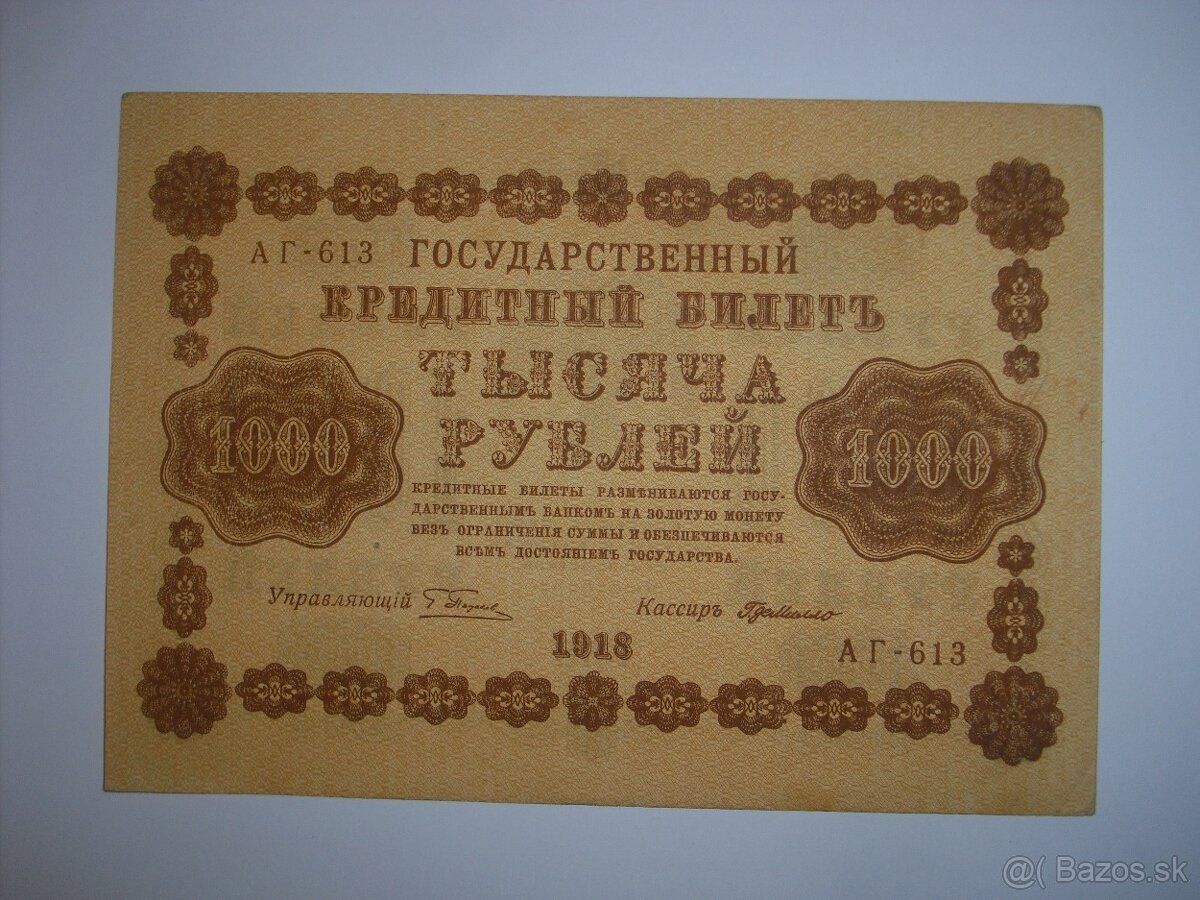 АГ-613 ГОСУДАРСТВЕННЫЙ
КРЕДИТНЫЙ БИЛЕТЪ
ТЫСЯЧА
РУБЛЕЙ
1000
1000
КРЕДИТНЫЕ БИЛЕТЫ РАЗМѢНИВАЮТСЯ ГОСУ-
ДАРСТВЕННЫМЪ БАНКОМЪ НА ЗОЛОТУЮ МОНЕТУ
БЕЗЪ ОГРАНИЧЕНІЯ СУММЫ И ОБЕЗПЕЧИВАЮТСЯ
ВСѢМЪ ДОСТОЯНІЕМЪ ГОСУДАРСТВА.
Управляющій
Кассиръ
1918
АГ-613
@( Bazos.sk